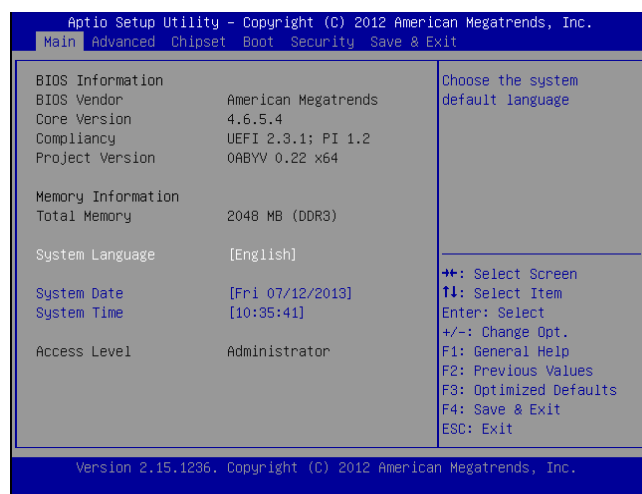 Aptio Setup Utility – Copyright (C) 2012 American Megatrends, Inc.
Main Advanced Chipset Boot Security Save & Exit
BIOS Information
BIOS Vendor American Megatrends
Core Version 4.6.5.4
Compliancy UEFI 2.3.1; PI 1.2
Project Version 0ABYV 0.22 x64
Memory Information
Total Memory 2048 MB (DDR3)
System Language [English]
System Date [Fri 07/12/2013]
System Time [10:35:41]
Access Level Administrator
Choose the system
default language
→←: Select Screen
↑↓: Select Item
Enter: Select
+/-: Change Opt.
F1: General Help
F2: Previous Values
F3: Optimized Defaults
F4: Save & Exit
ESC: Exit
Version 2.15.1236. Copyright (C) 2012 American Megatrends, Inc.